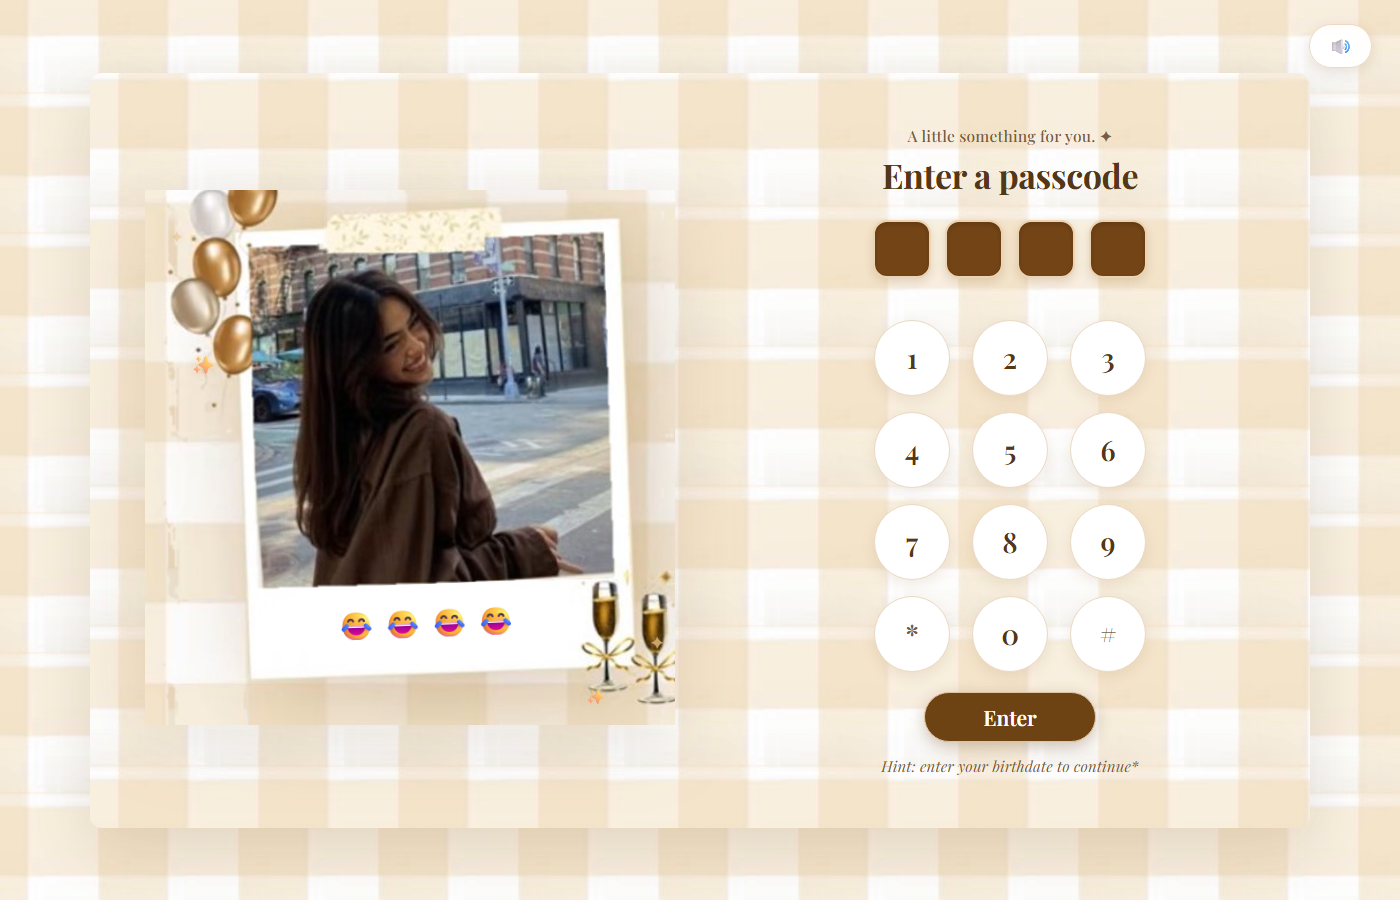 A little something for you. ✦
Enter a passcode
1 2 3
4 5 6
7 8 9
* 0 #
Enter
Hint: enter your birthdate to continue*